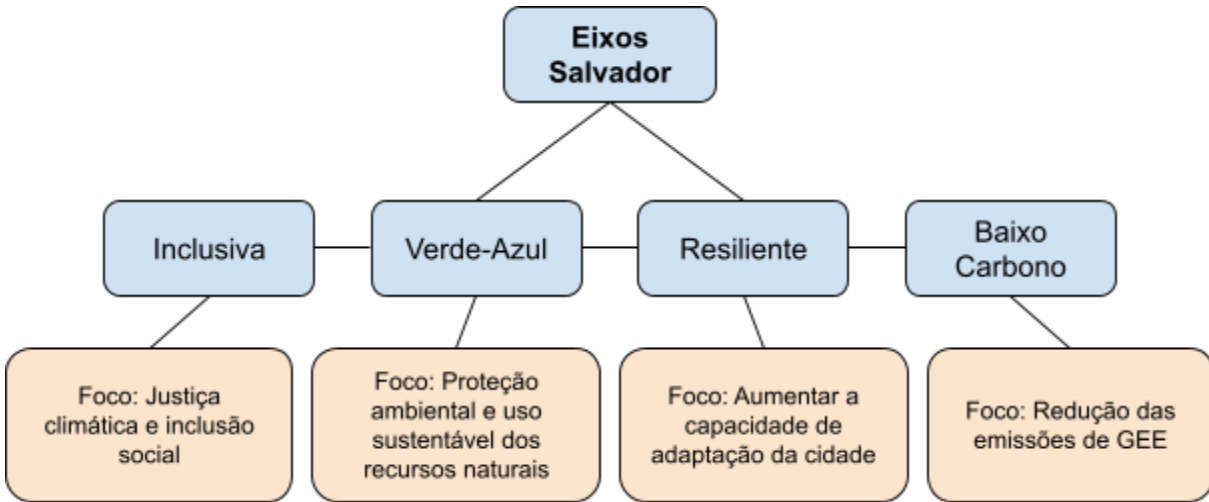 Eixos
Salvador
Inclusiva
Verde-Azul
Resiliente
Baixo
Carbono
Foco: Justiça
climática e inclusão
social
Foco: Proteção
ambiental e uso
sustentável dos
recursos naturais
Foco: Aumentar a
capacidade de
adaptação da cidade
Foco: Redução das
emissões de GEE